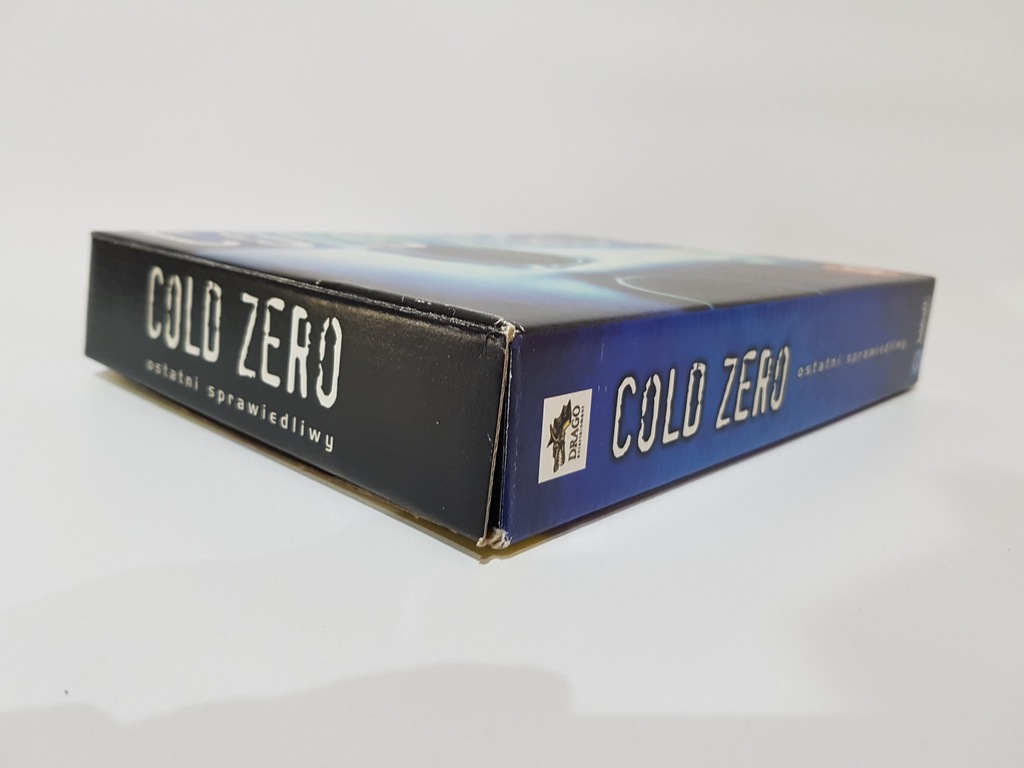 COLD ZERO
ostatni sprawiedliwy
DRAGO
COLD ZERO
ostatni sprawiedliwy